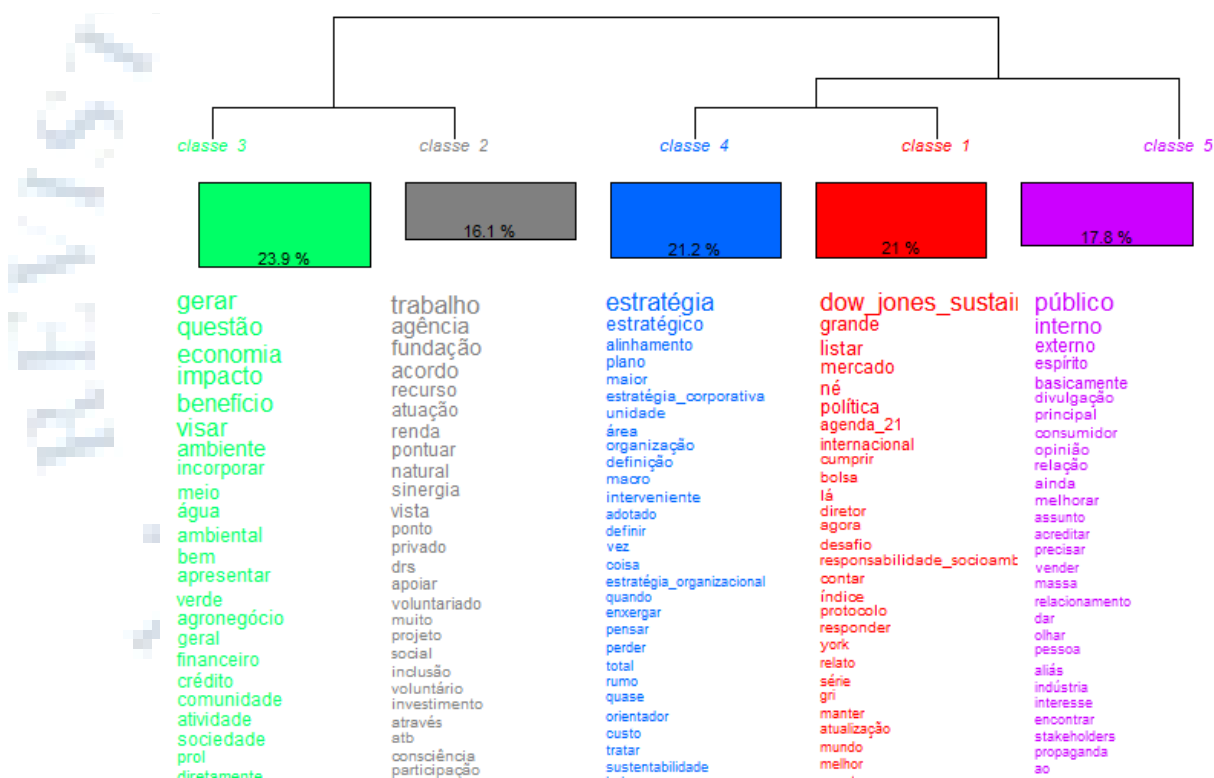 REVIST
classe 3
classe 2
classe 4
classe 1
classe 5
23.9 %
16.1 %
21.2 %
21 %
17.8 %
gerar
questão
economia
impacto
benefício
visar
ambiente
incorporar
meio
água
ambiental
bem
apresentar
verde
agronegócio
geral
financeiro
crédito
comunidade
atividade
sociedade
prol
diretamente
trabalho
agência
fundação
acordo
recurso
atuação
renda
pontuar
natural
sinergia
vista
ponto
privado
drs
apoiar
voluntariado
muito
projeto
social
inclusão
voluntário
investimento
através
atb
consciência
participação
estratégia
estratégico
alinhamento
plano
maior
estratégia_corporativa
unidade
área
organização
definição
macro
interveniente
adotado
definir
vez
coisa
estratégia_organizacional
quando
enxergar
pensar
perder
total
rumo
quase
orientador
custo
tratar
sustentabilidade
dow_jones_sustai
grande
listar
mercado
né
política
agenda_21
internacional
cumprir
bolsa
lá
diretor
agora
desafio
responsabilidade_socioamb
contar
índice
protocolo
responder
york
relato
série
gri
manter
atualização
mundo
melhor
público
interno
externo
espírito
basicamente
divulgação
principal
consumidor
opinião
relação
ainda
melhorar
assunto
acreditar
precisar
vender
massa
relacionamento
dar
olhar
pessoa
aliás
indústria
interesse
encontrar
stakeholders
propaganda
ao